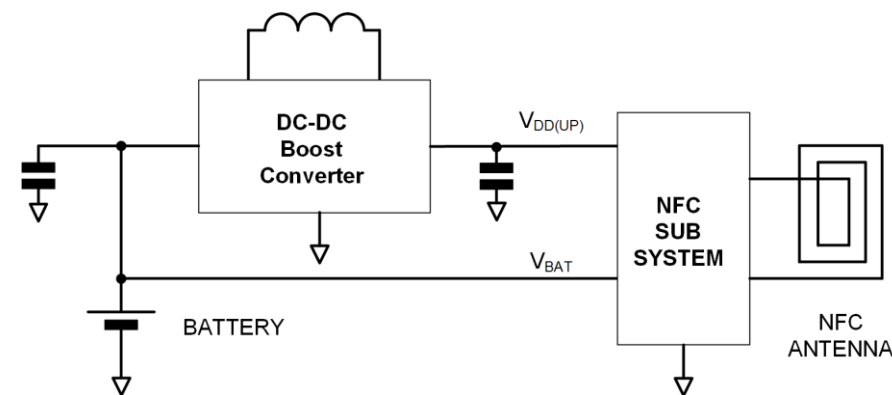 DC-DC
Boost
Converter
V_DD(UP)
NFC
SUB
SYSTEM
V_BAT
BATTERY
NFC
ANTENNA